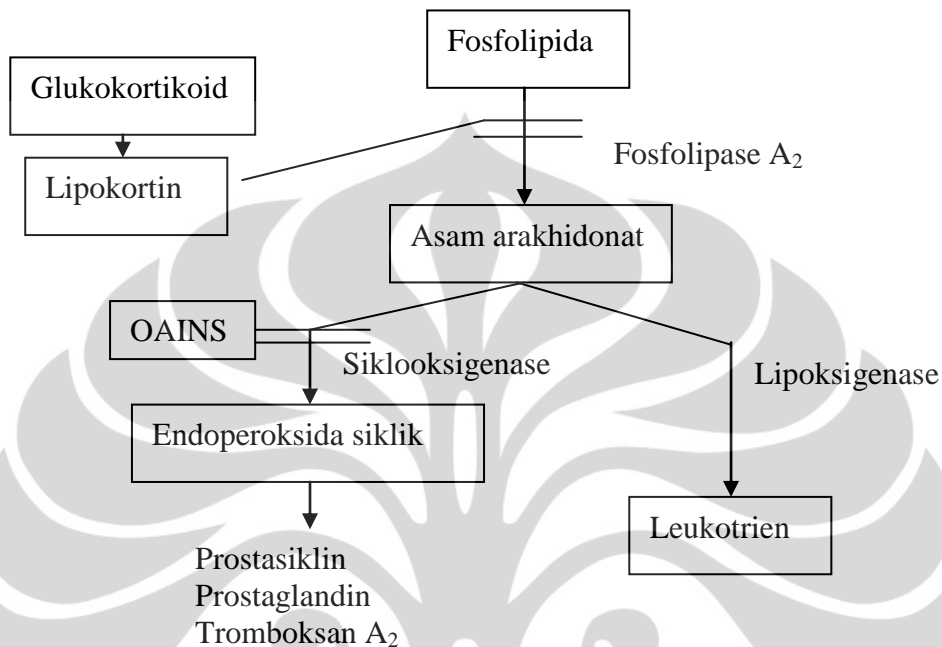 Fosfolipida
Glukokortikoid
Fosfolipase A₂
Lipokortin
Asam arakhidonat
OAINS
Siklooksigenase
Lipoksigenase
Endoperoksida siklik
Leukotrien
Prostasiklin
Prostaglandin
Tromboksan A₂